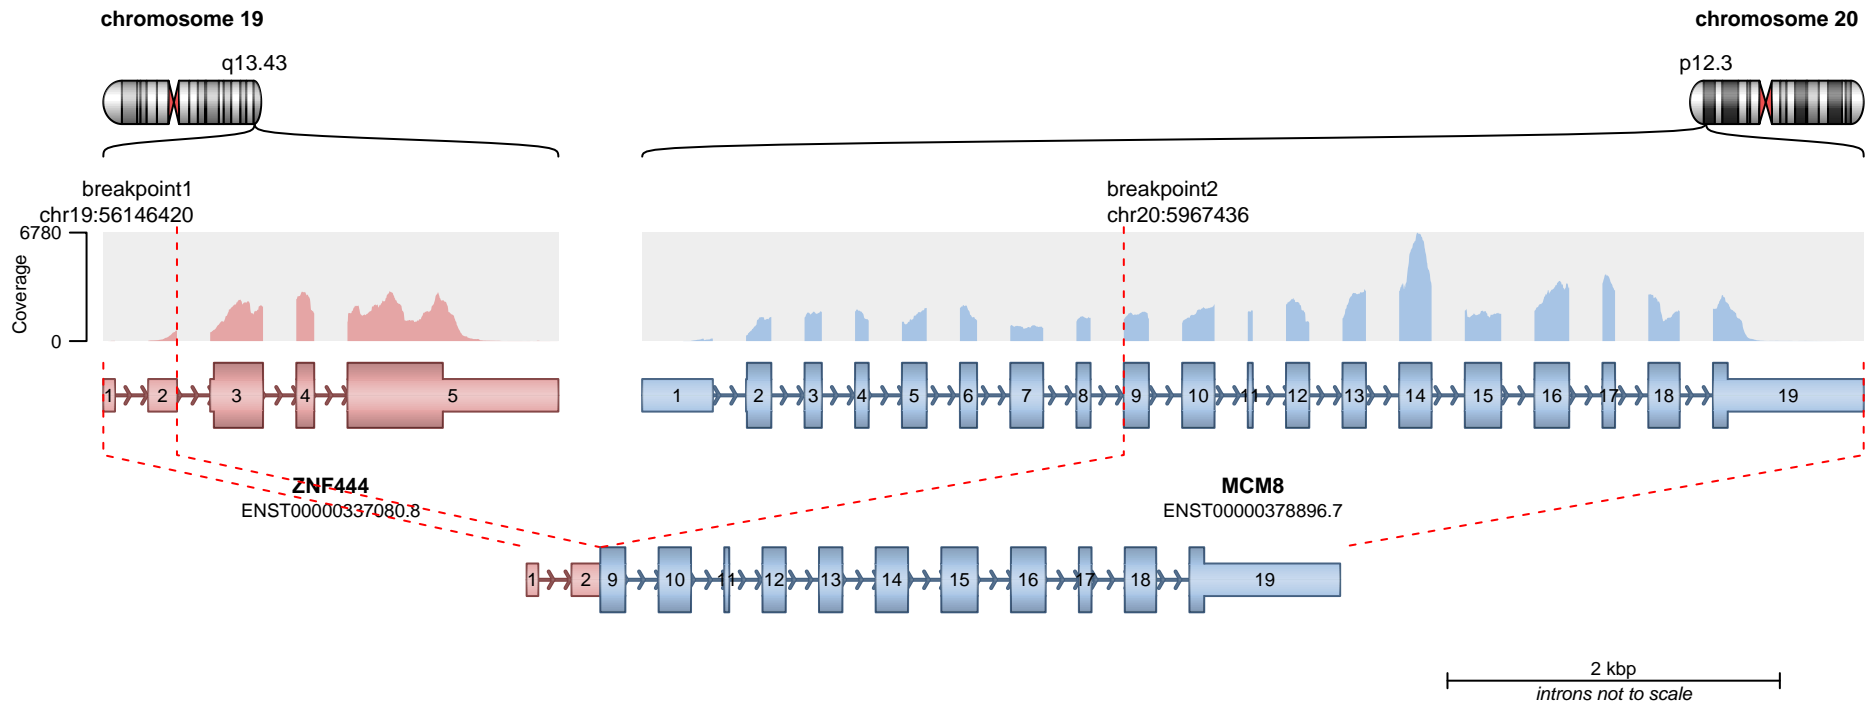 chromosome 19
chromosome 20
q13.43
p12.3
breakpoint1
chr19:56146420
breakpoint2
chr20:5967436
6780
Coverage
0
1 2 3 4 5
1 2 3 4 5 6 7 8 9 10 11 12 13 14 15 16 17 18 19
ZNF444
ENST00000337080.8
MCM8
ENST00000378896.7
1 2 9 10 11 12 13 14 15 16 17 18 19
2 kbp
introns not to scale